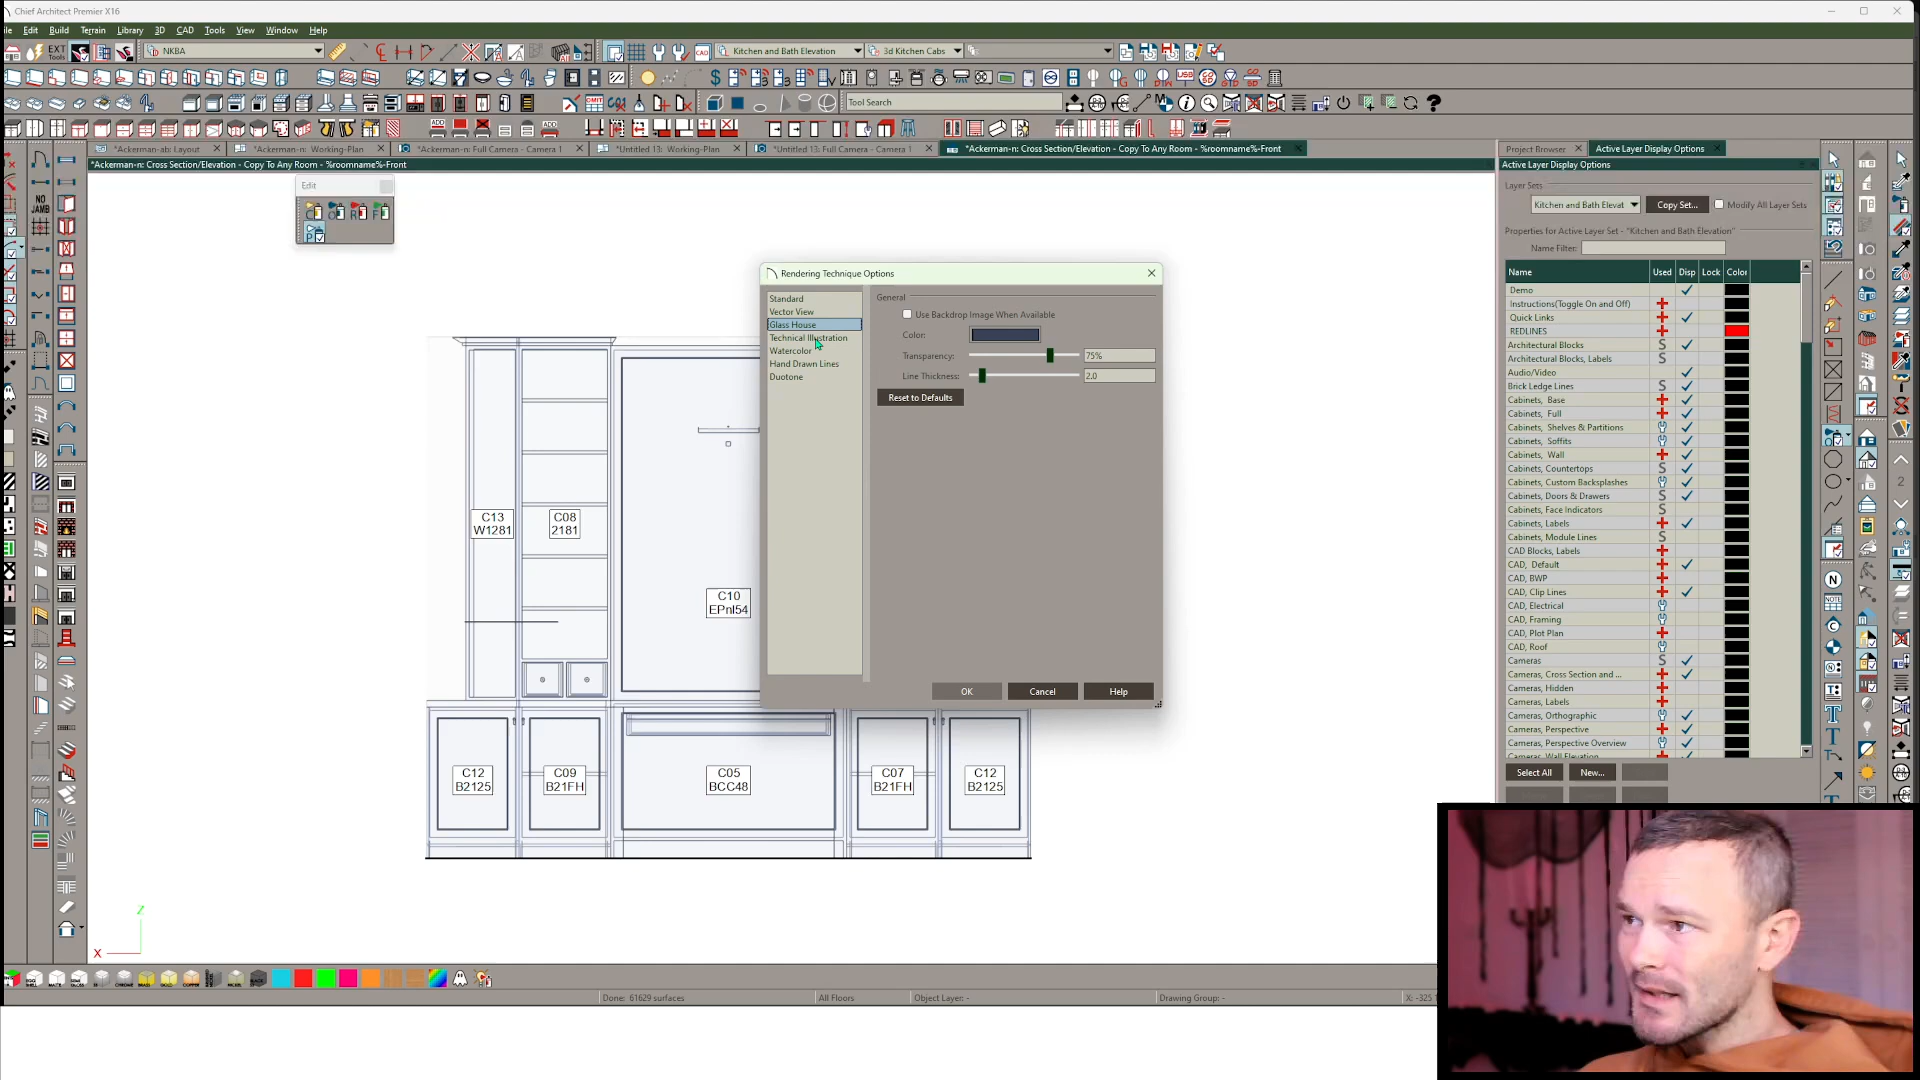 Chief Architect Premier X16
ile Edit Build Terrain Library 3D CAD Tools View Window Help
EXT Tools NKBA Kitchen and Bath Elevation 3d Kitchen Cabs
Tool Search
*Ackerman-ab: Layout *Ackerman-n: Working-Plan *Ackerman-n: Full Camera - Camera 1 *Untitled 13: Working-Plan *Untitled 13: Full Camera - Camera 1 *Ackerman-n: Cross Section/Elevation - Copy To Any Room - %roomname%-Front Project Browser Active Layer Display Options
*Ackerman-n: Cross Section/Elevation - Copy To Any Room - %roomname%-Front
Active Layer Display Options
Edit
NO JAMB
Layer Sets
Kitchen and Bath Elevat Copy Set... Modify All Layer Sets
Properties for Active Layer Set - "Kitchen and Bath Elevation"
Name Filter:
Name Used Disp Lock Color
Demo
Instructions(Toggle On and Off)
Quick Links
REDLINES
Architectural Blocks
Architectural Blocks, Labels
Audio/Video
Brick Ledge Lines
Cabinets, Base
Cabinets, Full
Cabinets, Shelves & Partitions
Cabinets, Soffits
Cabinets, Wall
Cabinets, Countertops
Cabinets, Custom Backsplashes
Cabinets, Doors & Drawers
Cabinets, Face Indicators
Cabinets, Labels
Cabinets, Module Lines
CAD Blocks, Labels
CAD, Default
CAD, BWP
CAD, Clip Lines
CAD, Electrical
CAD, Framing
CAD, Plot Plan
CAD, Roof
Cameras
Cameras, Cross Section and ...
Cameras, Hidden
Cameras, Labels
Cameras, Orthographic
Cameras, Perspective
Cameras, Perspective Overview
Cameras, Wall Elevation
Select All New...
Rendering Technique Options
Standard
Vector View
Glass House
Technical Illustration
Watercolor
Hand Drawn Lines
Duotone
General
Use Backdrop Image When Available
Color:
Transparency: 75%
Line Thickness: 2.0
Reset to Defaults
OK Cancel Help
C13
W1281
C08
2181
C10
EPnl54
C12
B2125
C09
B21FH
C05
BCC48
C07
B21FH
C12
B2125
Z
X
Done: 61629 surfaces All Floors Object Layer: - Drawing Group: - X: -325